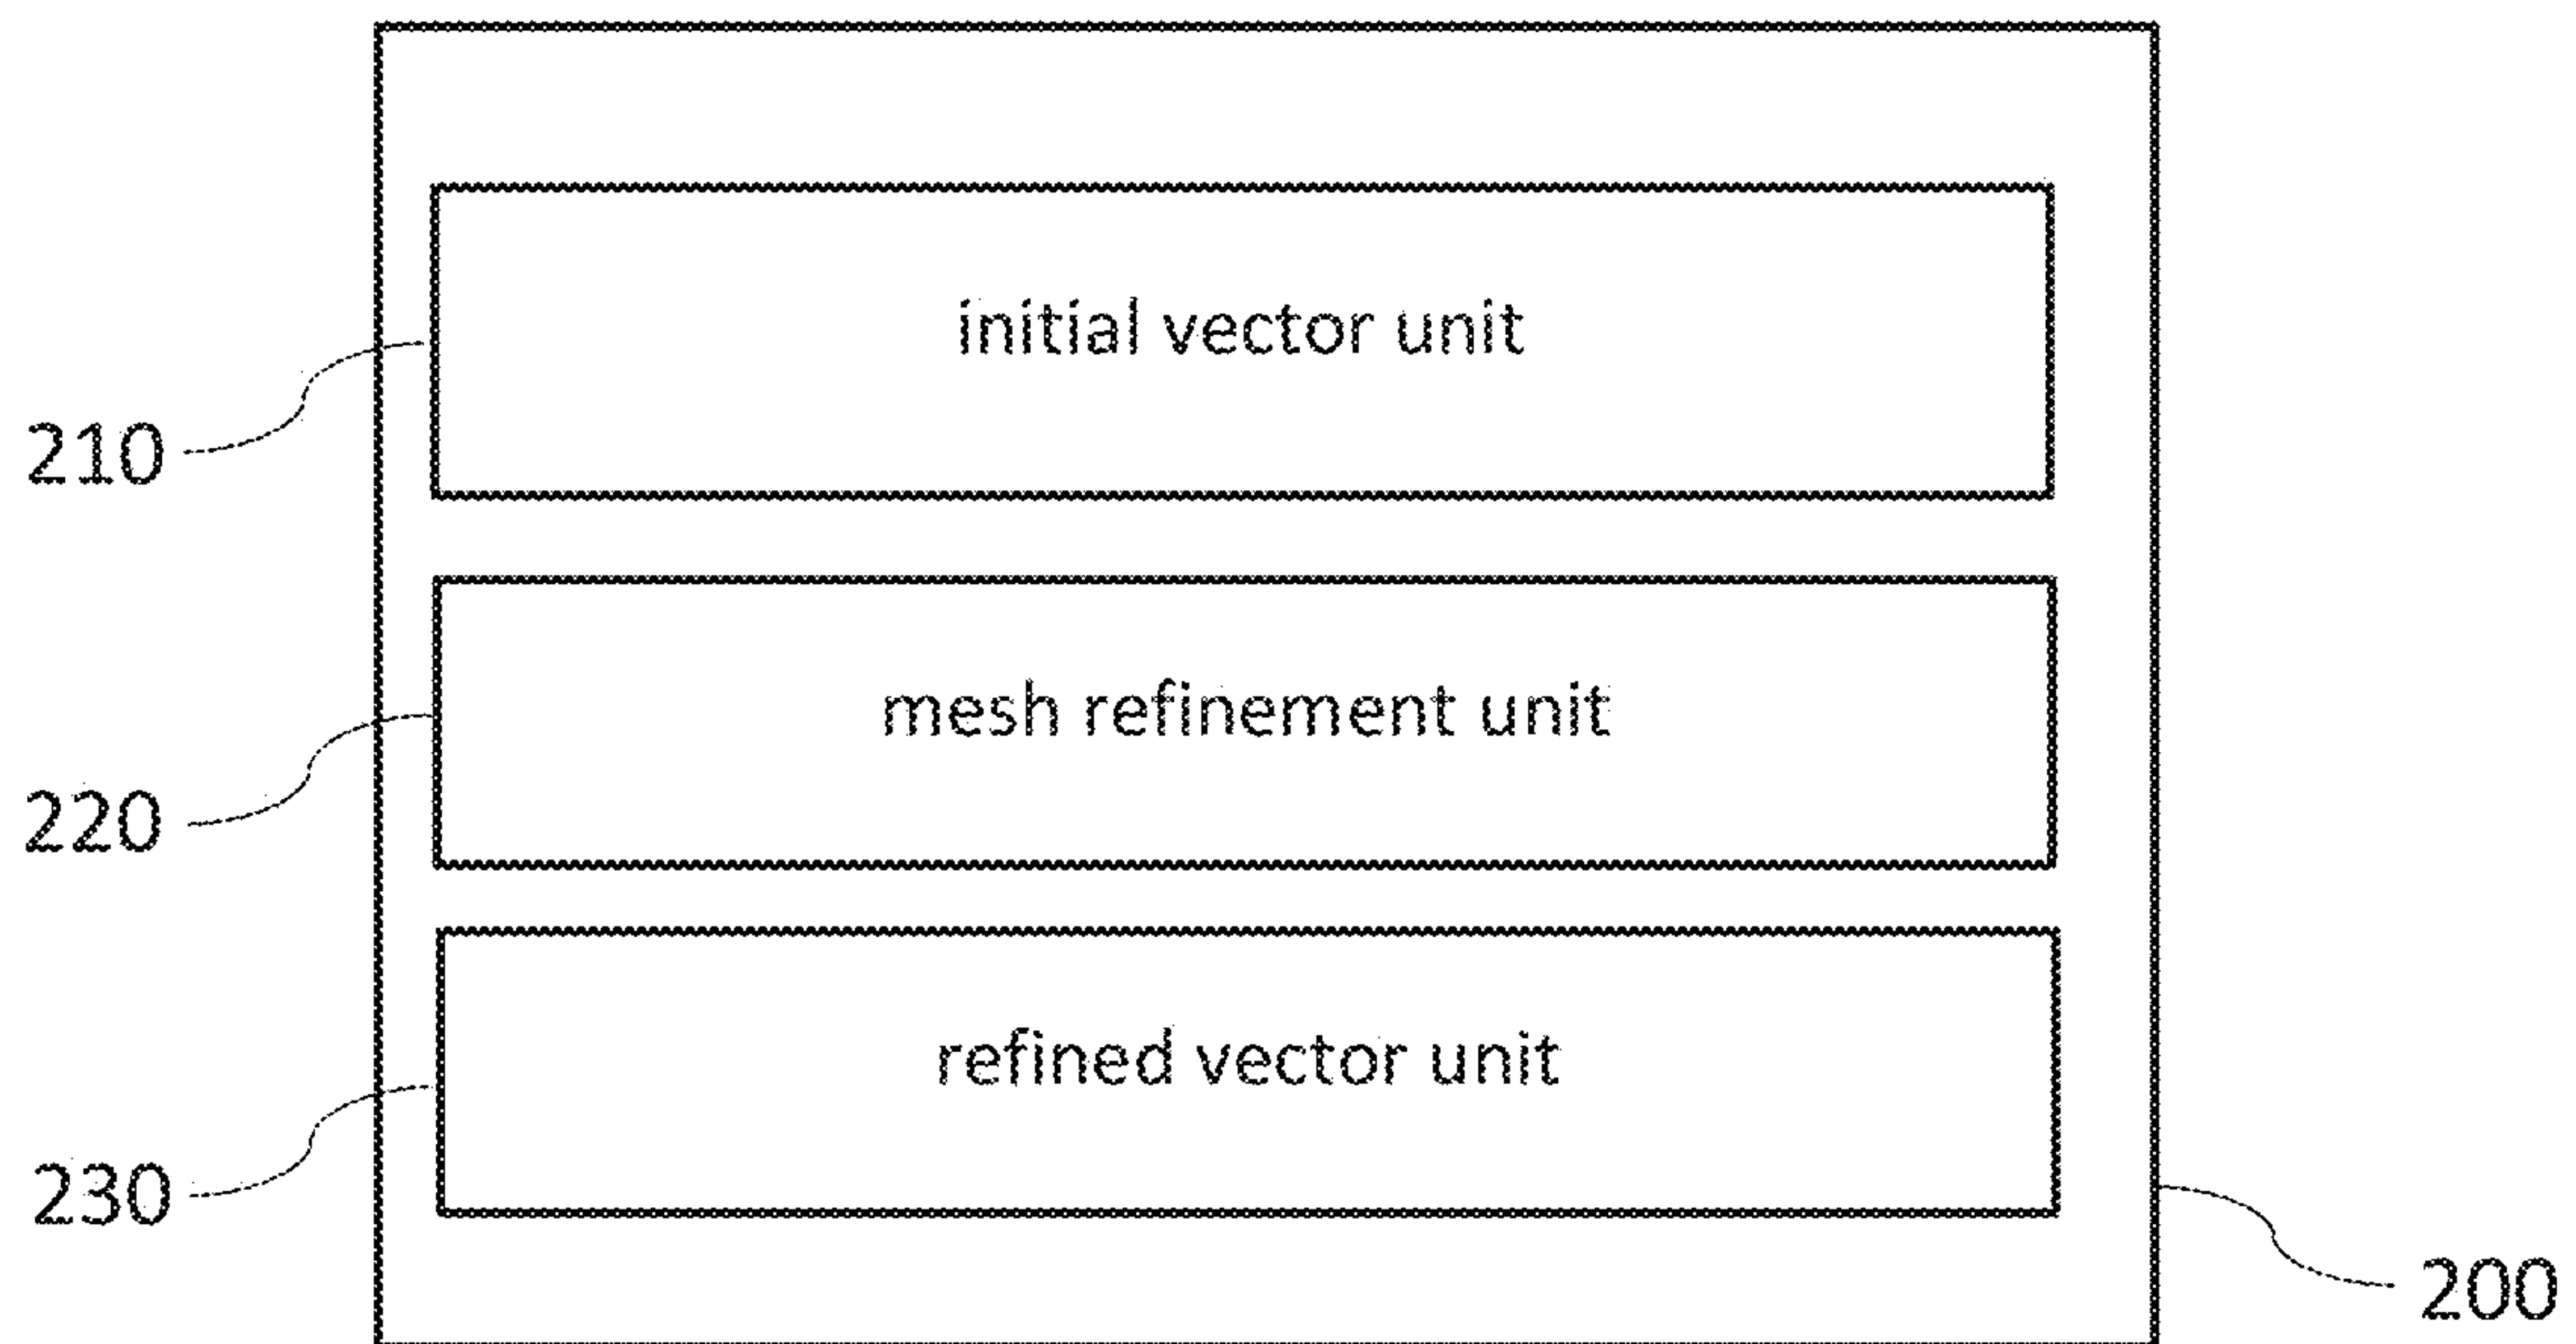 initial vector unit
210
mesh refinement unit
220
refined vector unit
230
200